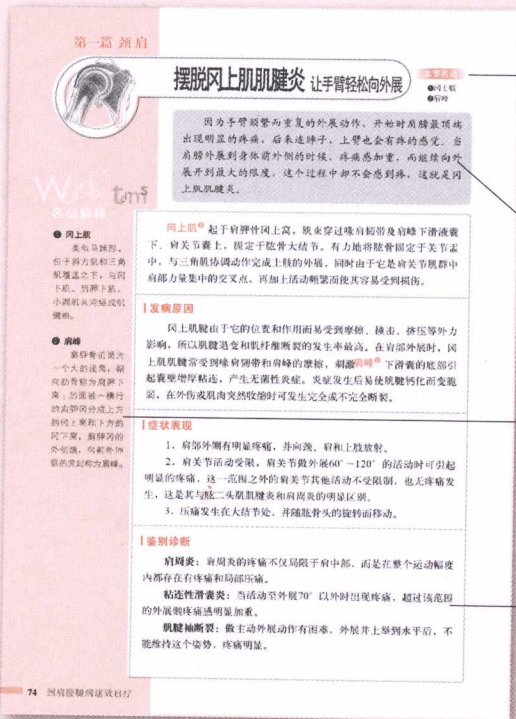 第一篇 颈肩
摆脱冈上肌肌腱炎 让手臂轻松向外展
本节名词
❶冈上肌
❷肩峰
因为手臂频繁而重复的外展动作，开始时肩膀最顶端
出现明显的疼痛，后来连脖子，上臂也会有疼的感觉。当
肩膀外展到身体前外侧的时候，疼痛感加重，而继续向外
展开到最大的限度，这个过程中却不会感到疼，这就是冈
上肌肌腱炎。
名词解释
❶ 冈上肌
类似马蹄形，
位于斜方肌和三角
肌覆盖之下，与冈
下肌、肩胛下肌、
小圆肌共同组成肌
腱袖。
❷ 肩峰
冈上肌❶ 起于肩胛骨冈上窝，肌束穿过喙肩韧带及肩峰下滑液囊
下、肩关节囊上，固定于肱骨大结节。有力地将肱骨固定于关节盂
中，与三角肌协调动作完成上肢的外展。同时由于它是肩关节肌群中
肩部力量集中的交叉点，再加上活动频繁而使其容易受到损伤。
发病原因
冈上肌腱由于它的位置和作用而易受到摩擦、撞击、挤压等外力
影响，所以肌腱退变和肌纤维断裂的发生率最高。在肩部外展时，冈
上肌肌腱常受到喙肩韧带和肩峰的摩擦，刺激肩峰❷ 下滑囊的底部引
起囊壁增厚粘连，产生无菌性炎症。炎症发生后易使肌腱钙化而变脆
弱，在外伤或肌肉突然收缩时可发生完全或不完全断裂。
症状表现
1．肩部外侧有明显疼痛，并向颈、肩和上肢放射。
2．肩关节活动受限，肩关节做外展60°～120° 的活动时可引起
明显的疼痛，这一范围之外的肩关节其他活动不受限制，也无疼痛发
生，这是其与肱二头肌肌腱炎和肩周炎的明显区别。
3．压痛发生在大结节处，并随肱骨头的旋转而移动。
鉴别诊断
肩周炎：肩周炎的疼痛不仅局限于肩中部，而是在整个运动幅度
内都存在有疼痛和局部压痛。
粘连性滑囊炎：当活动至外展70° 以外时出现疼痛，超过该范围
的外展则疼痛感明显加重。
肌腱袖断裂：做主动外展动作有困难，外展并上举到水平后，不
能维持这个姿势，疼痛明显。
74 颈肩腰腿病速效自疗